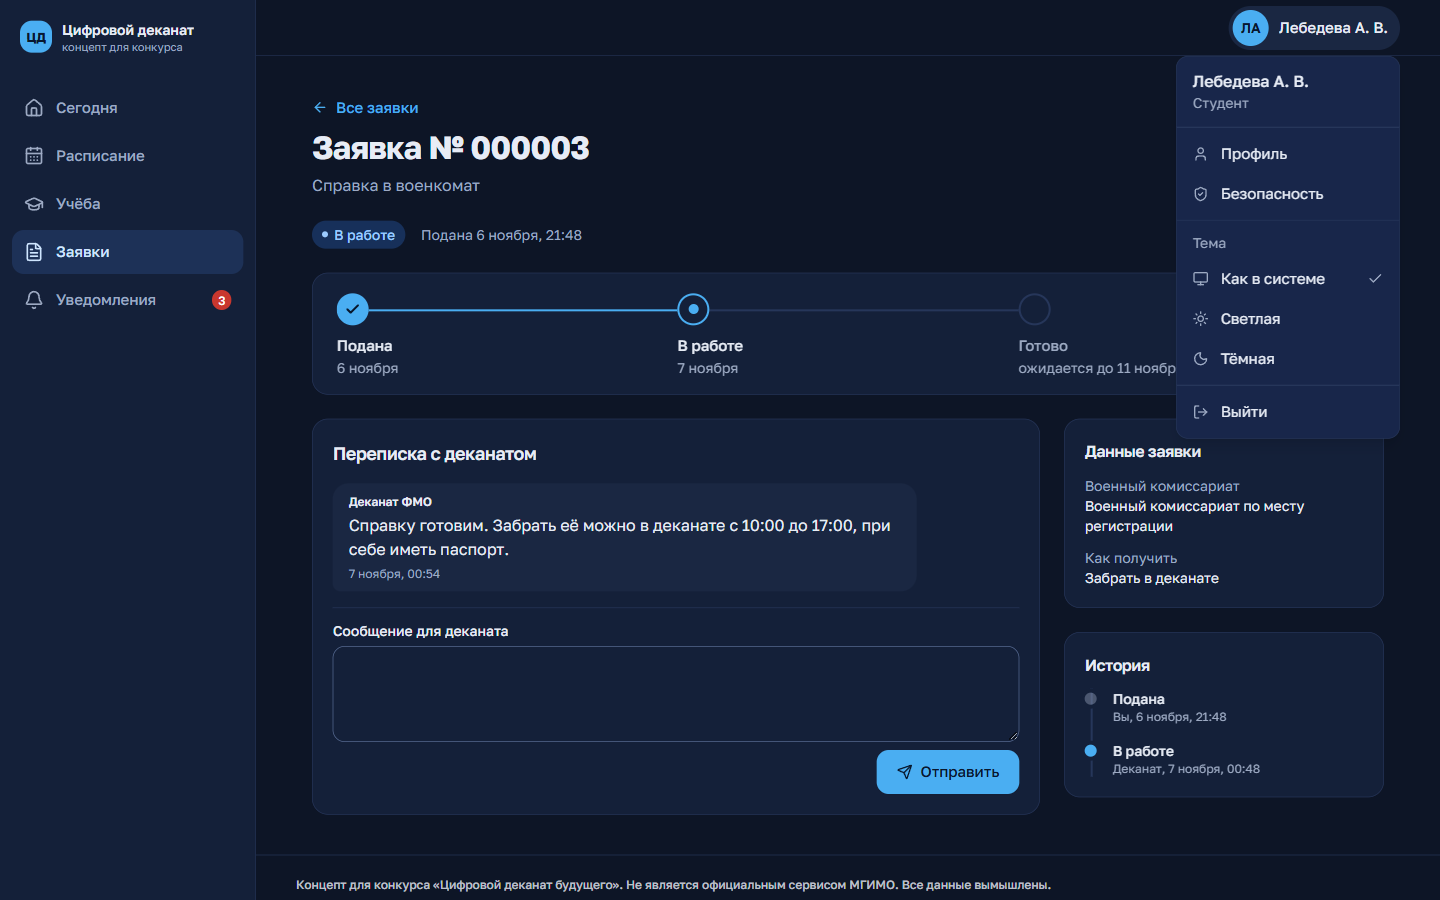 ЦД
Цифровой деканат
концепт для конкурса
Сегодня
Расписание
Учёба
Заявки
Уведомления
3
ЛА
Лебедева А. В.
Лебедева А. В.
Студент
Профиль
Безопасность
Тема
Как в системе
Светлая
Тёмная
Выйти
Все заявки
Заявка № 000003
Справка в военкомат
В работе
Подана 6 ноября, 21:48
Подана
6 ноября
В работе
7 ноября
Готово
ожидается до 11 ноябр
Переписка с деканатом
Деканат ФМО
Справку готовим. Забрать её можно в деканате с 10:00 до 17:00, при
себе иметь паспорт.
7 ноября, 00:54
Сообщение для деканата
Отправить
Данные заявки
Военный комиссариат
Военный комиссариат по месту
регистрации
Как получить
Забрать в деканате
История
Подана
Вы, 6 ноября, 21:48
В работе
Деканат, 7 ноября, 00:48
Концепт для конкурса «Цифровой деканат будущего». Не является официальным сервисом МГИМО. Все данные вымышлены.